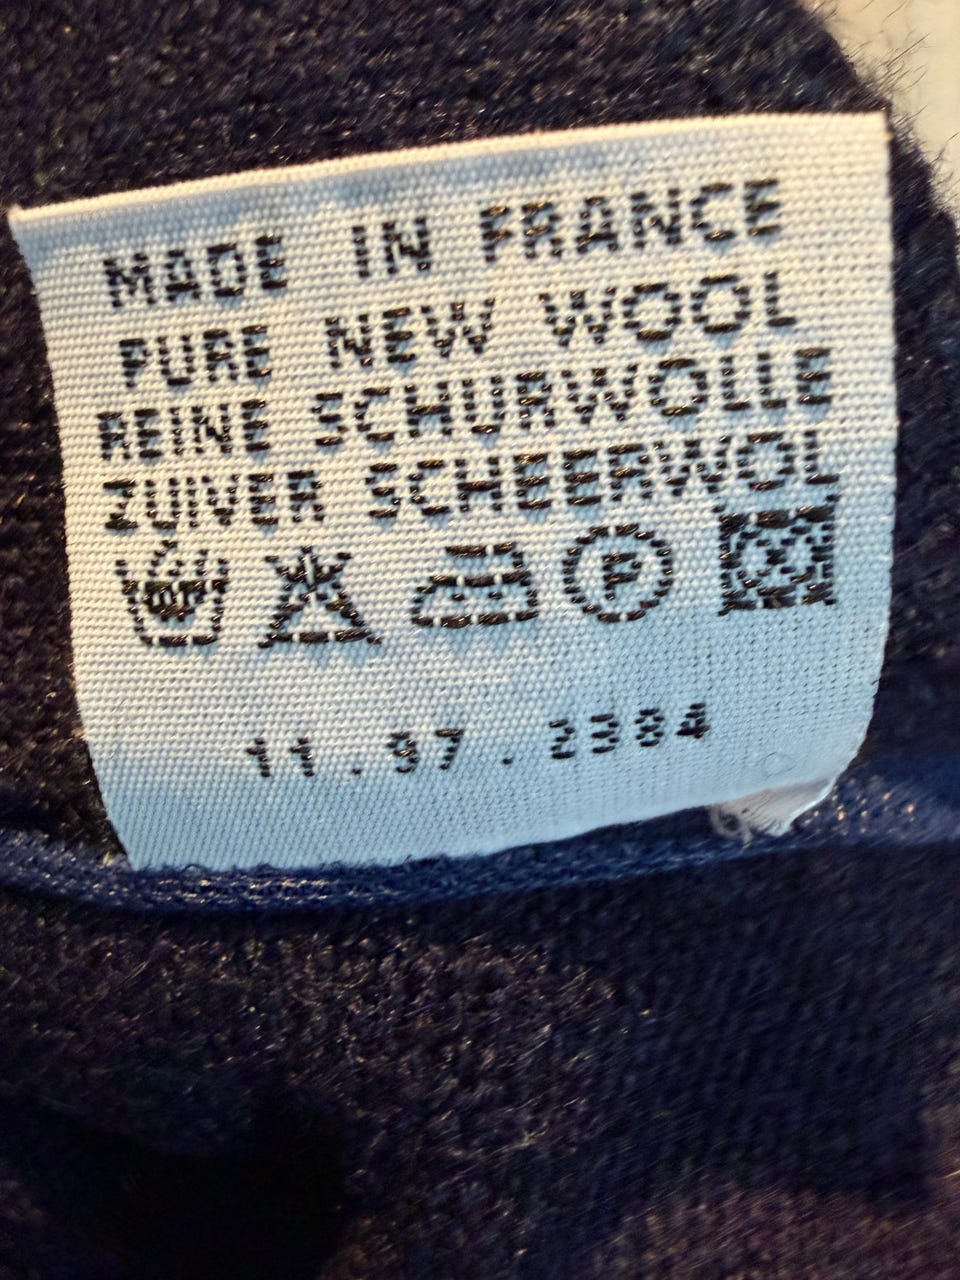 MADE IN FRANCE
PURE NEW WOOL
REINE SCHURWOLLE
ZUIVER SCHEERWOL
P
11 . 97 . 2384